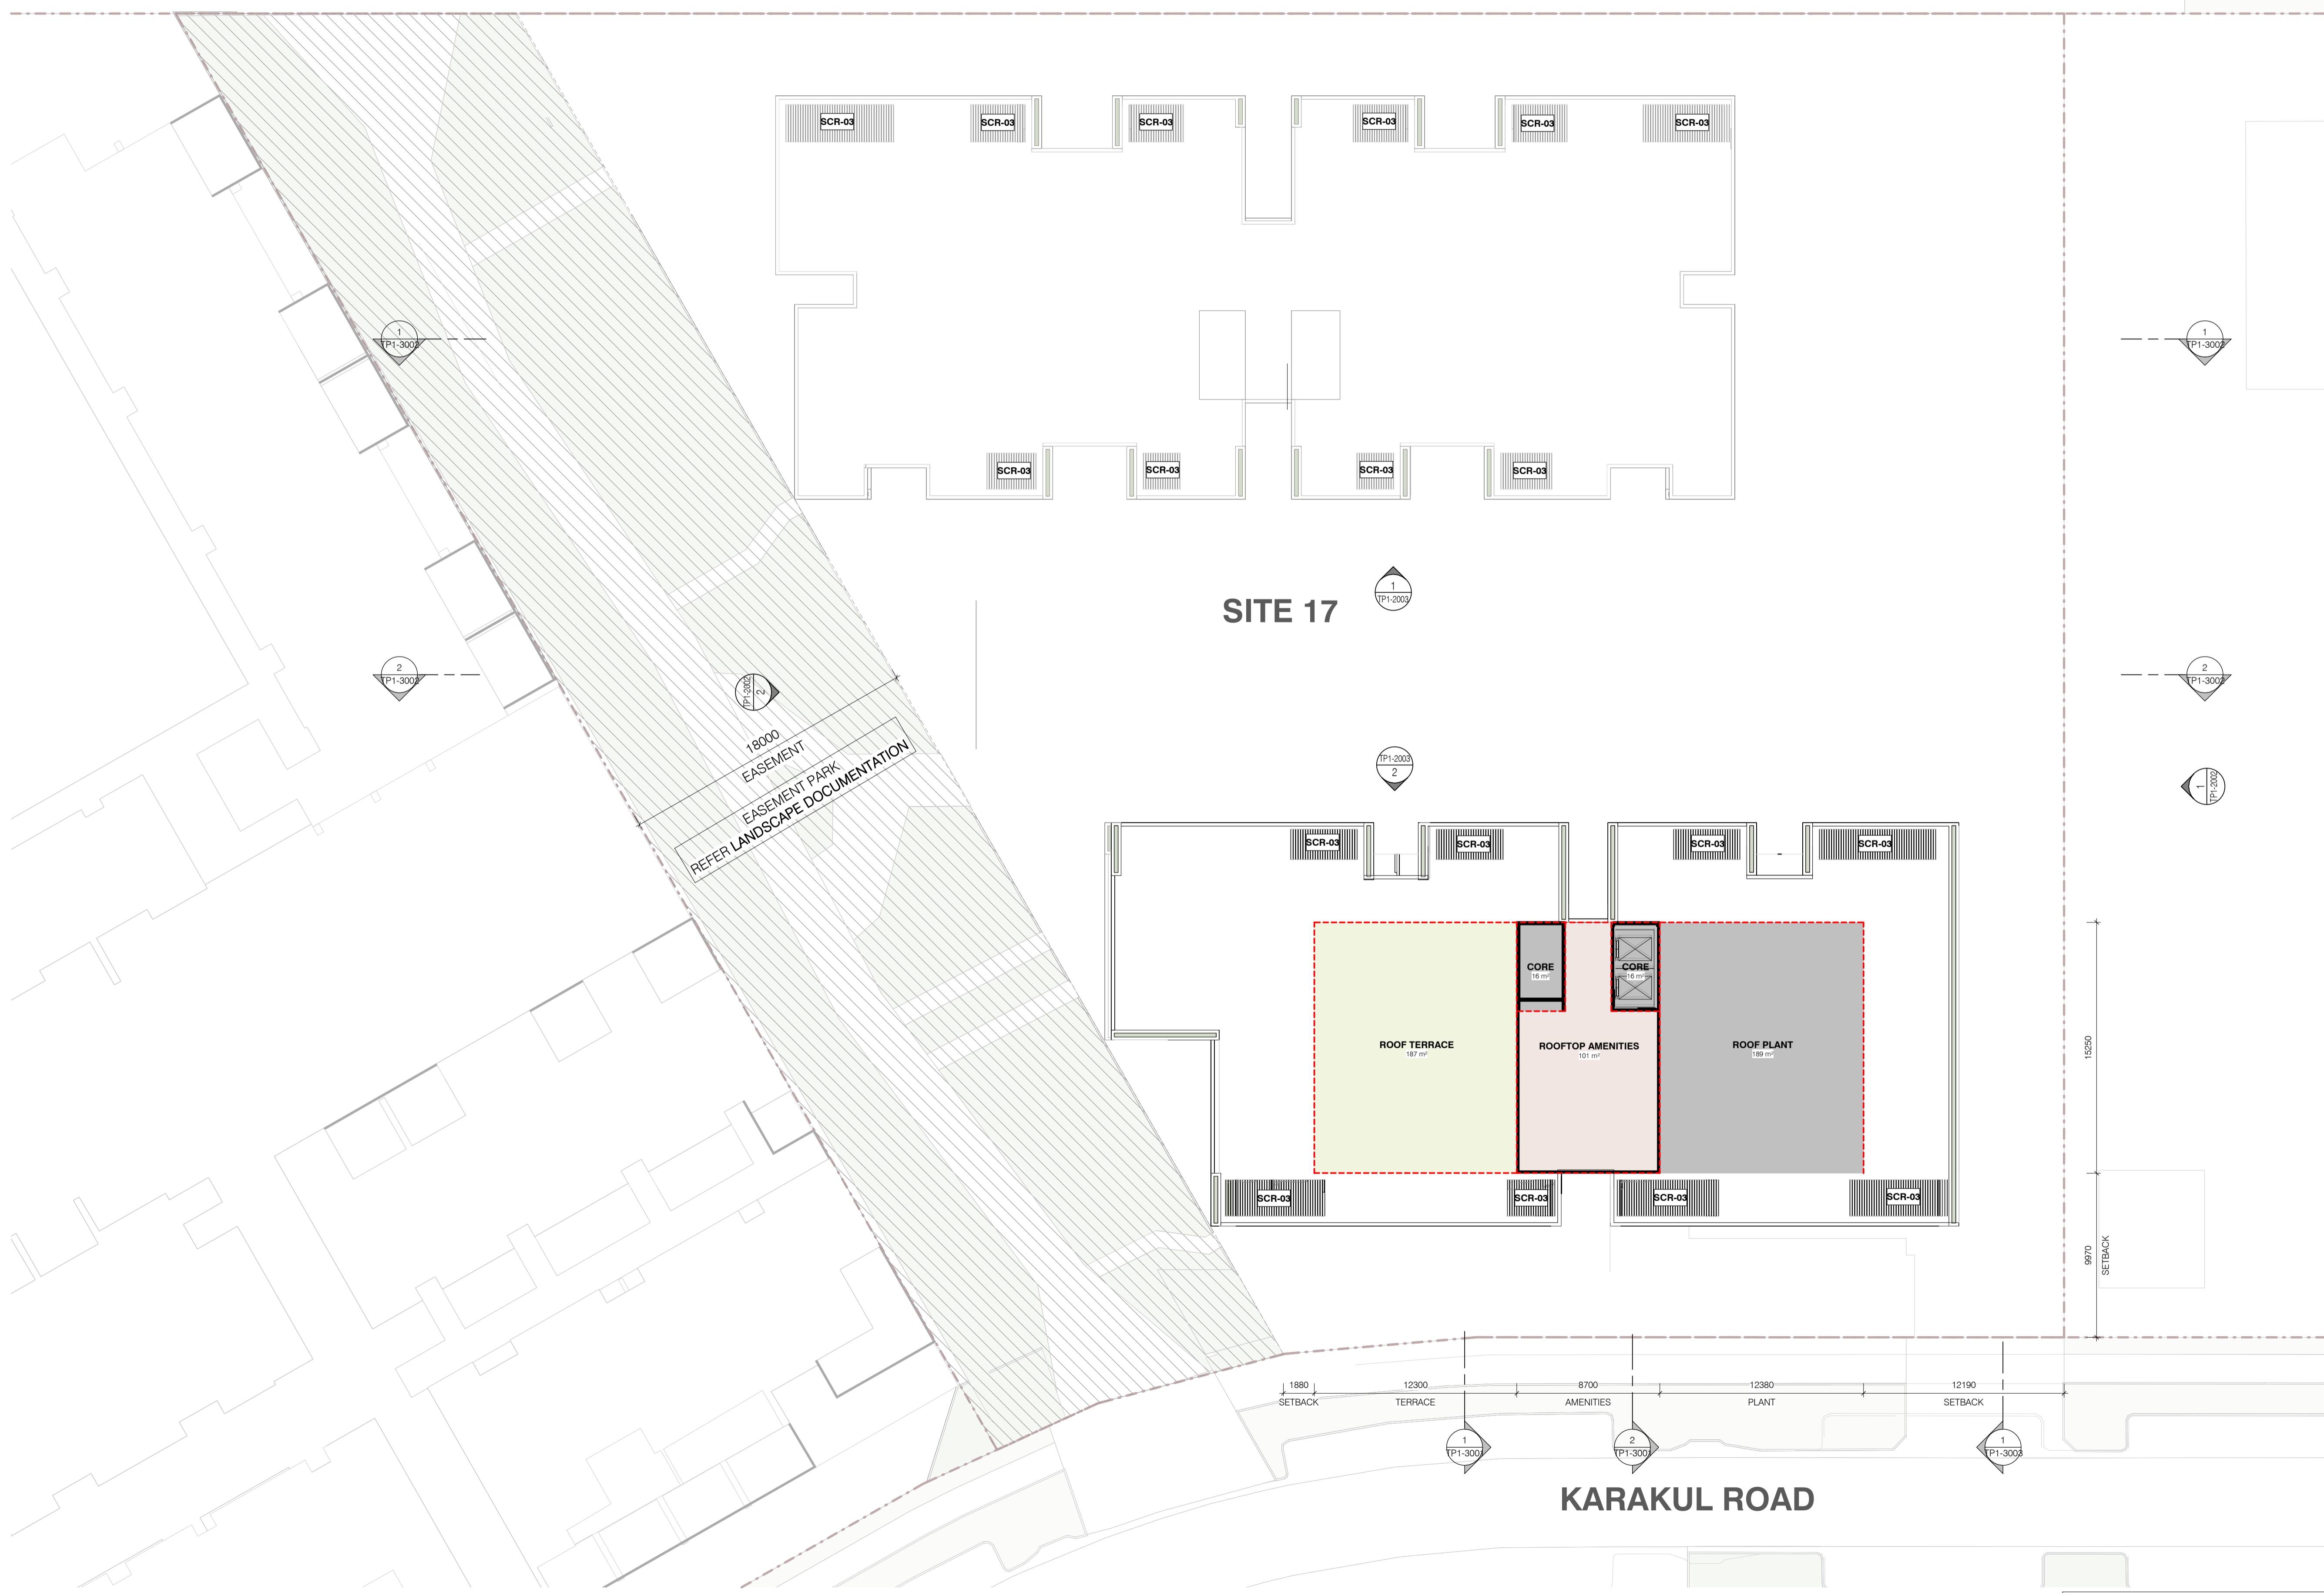 SCR-03
SCR-03
SCR-03
SCR-03
SCR-03
SCR-03
1
TP1-3002
1
TP1-3002
SCR-03
SCR-03
SCR-03
SCR-03
SITE 17
1
TP1-2003
2
TP1-3002
2
TP1-3002
TP1-2002
2
18000
EASEMENT
EASEMENT PARK
REFER LANDSCAPE DOCUMENTATION
TP1-2003
2
1
TP1-2002
SCR-03
SCR-03
SCR-03
SCR-03
CORE
16 m²
CORE
16 m²
ROOF TERRACE
187 m²
ROOFTOP AMENITIES
101 m²
ROOF PLANT
189 m²
15250
SCR-03
SCR-03
SCR-03
SCR-03
9970
SETBACK
1880
SETBACK
12300
TERRACE
8700
AMENITIES
12380
PLANT
12190
SETBACK
1
TP1-3001
2
TP1-3001
1
TP1-3003
KARAKUL ROAD